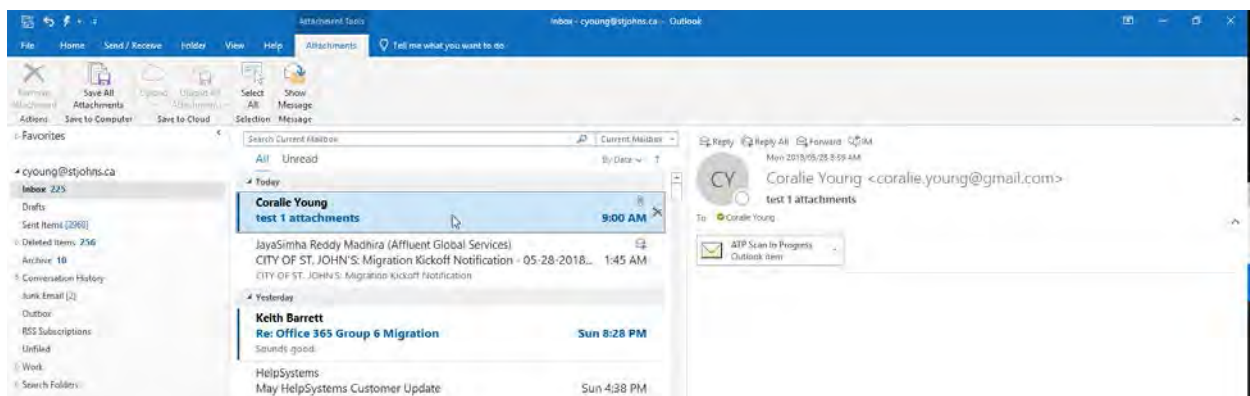 Attachment Tools
Inbox - cyoung@stjohns.ca - Outlook
File Home Send / Receive Folder View Help Attachments Tell me what you want to do
Remove Attachment
Save All Attachments
Upload
Upload All Attachments
Select All
Show Message
Actions Save to Computer Save to Cloud Selection Message
Favorites
cyoung@stjohns.ca
Inbox 225
Drafts
Sent Items [2960]
Deleted Items 256
Archive 10
Conversation History
Junk Email [2]
Outbox
RSS Subscriptions
Unfiled
Work
Search Folders
Search Current Mailbox Current Mailbox
All Unread By Date
Today
Coralie Young
test 1 attachments 9:00 AM
JayaSimha Reddy Madhira (Affluent Global Services)
CITY OF ST. JOHN'S: Migration Kickoff Notification - 05-28-2018... 1:45 AM
CITY OF ST. JOHN'S: Migration Kickoff Notification
Yesterday
Keith Barrett
Re: Office 365 Group 6 Migration Sun 8:28 PM
Sounds good.
HelpSystems
May HelpSystems Customer Update Sun 4:38 PM
Reply Reply All Forward IM
Mon 8:59 AM
CY
Coralie Young <coralie.young@gmail.com>
test 1 attachments
To Coralie Young
ATP Scan In Progress
Outlook item